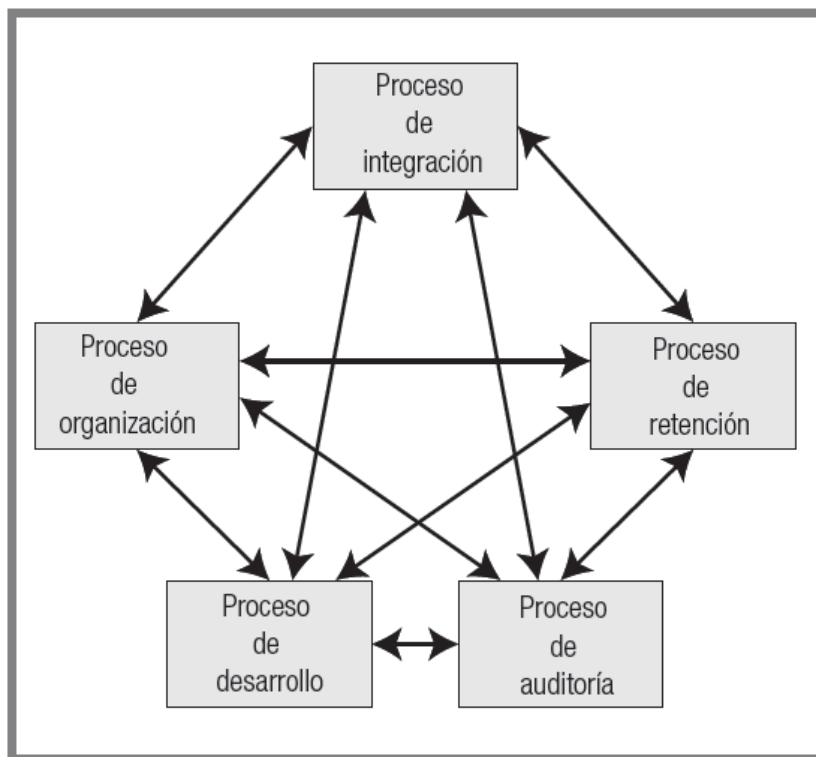 Proceso
de
integración
Proceso
de
organización
Proceso
de
retención
Proceso
de
desarrollo
Proceso
de
auditoría